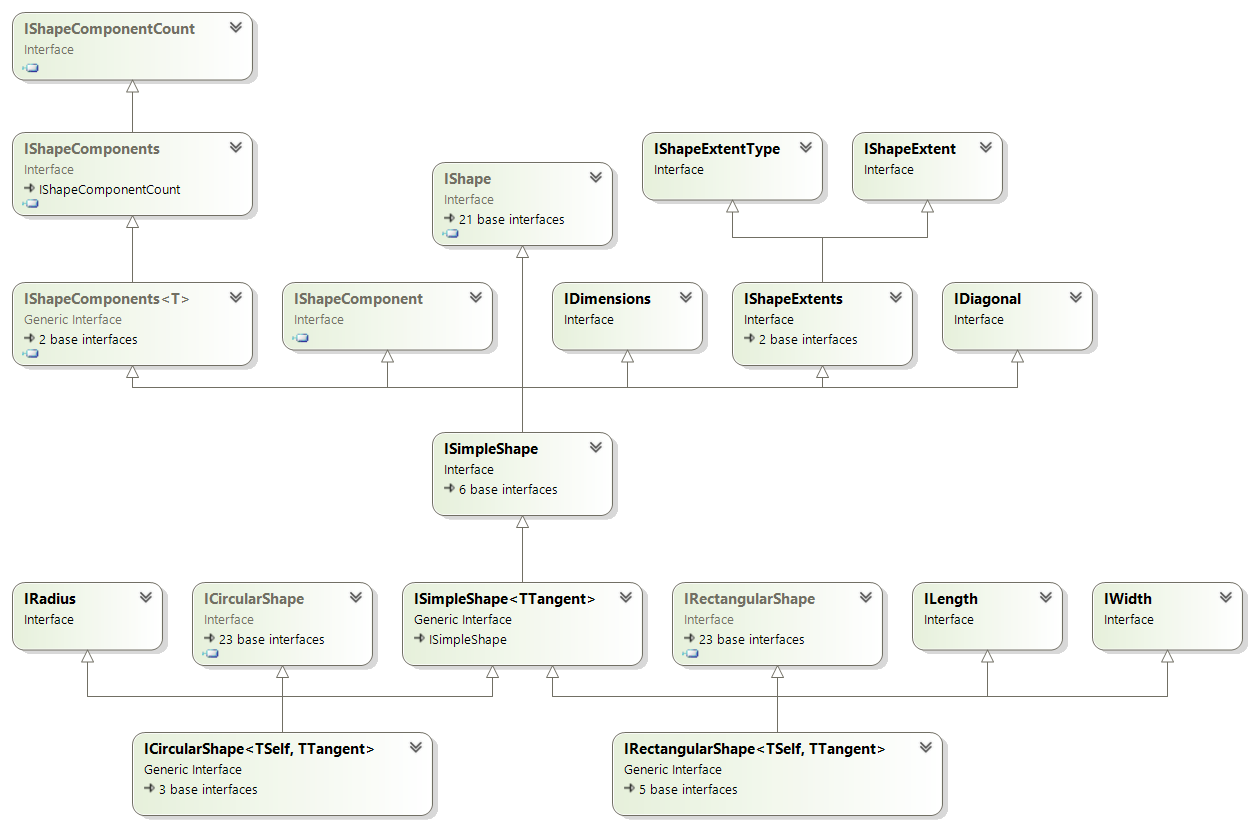 IShapeComponentCount
Interface
IShapeComponents
Interface
IShapeComponentCount
IShape
Interface
21 base interfaces
IShapeExtentType
Interface
IShapeExtent
Interface
IShapeComponents<T>
Generic Interface
2 base interfaces
IShapeComponent
Interface
IDimensions
Interface
IShapeExtents
Interface
2 base interfaces
IDiagonal
Interface
ISimpleShape
Interface
6 base interfaces
IRadius
Interface
ICircularShape
Interface
23 base interfaces
ISimpleShape<TTangent>
Generic Interface
ISimpleShape
IRectangularShape
Interface
23 base interfaces
ILength
Interface
IWidth
Interface
ICircularShape<TSelf, TTangent>
Generic Interface
3 base interfaces
IRectangularShape<TSelf, TTangent>
Generic Interface
5 base interfaces